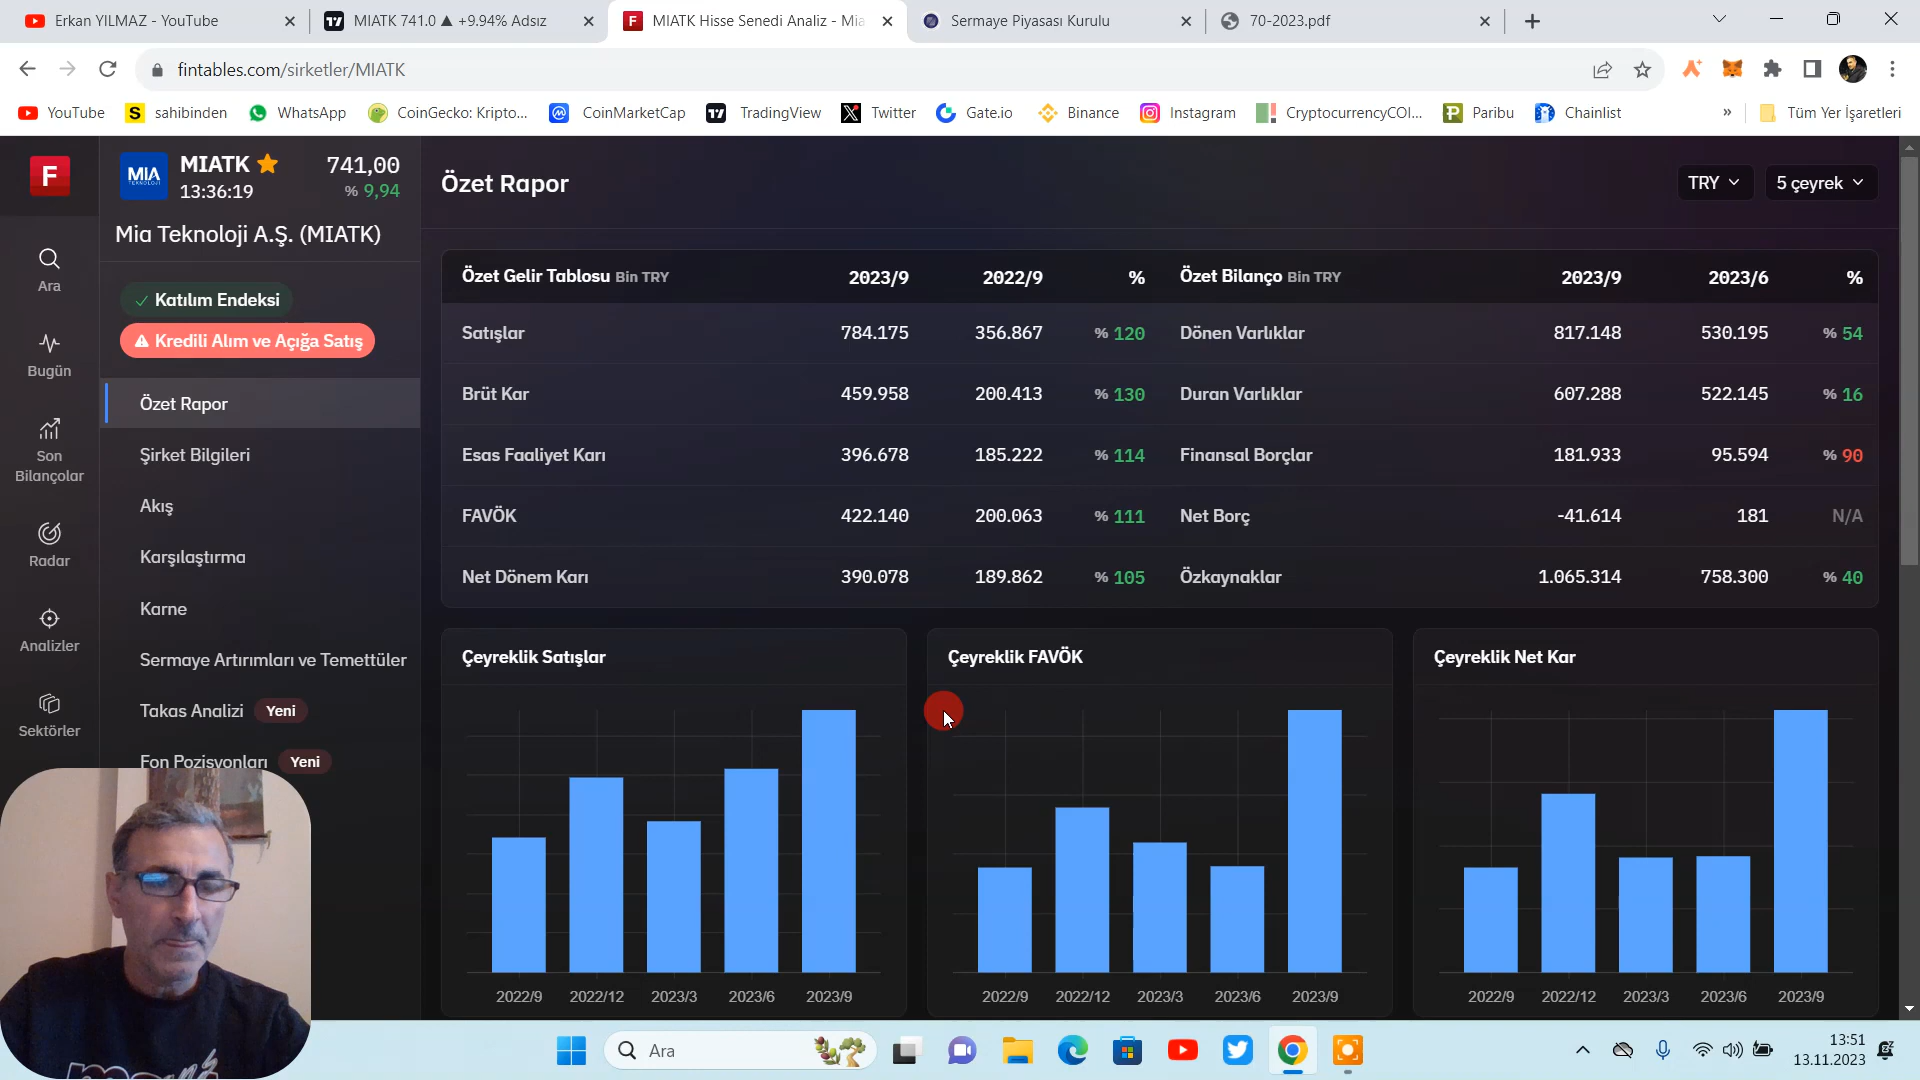 Erkan YILMAZ - YouTube
MIATK 741.0 ▲ +9.94% Adsız
MIATK Hisse Senedi Analiz - Mia
Sermaye Piyasası Kurulu
70-2023.pdf
fintables.com/sirketler/MIATK
YouTube
sahibinden
WhatsApp
CoinGecko: Kripto...
CoinMarketCap
TradingView
Twitter
Gate.io
Binance
Instagram
CryptocurrencyCOI...
Paribu
Chainlist
»
Tüm Yer İşaretleri
F
Ara
Bugün
Son
Bilançolar
Radar
Analizler
Sektörler
MIA
TEKNOLOJİ
MIATK
741,00
13:36:19
% 9,94
Mia Teknoloji A.Ş. (MIATK)
Katılım Endeksi
Kredili Alım ve Açığa Satış
Özet Rapor
Şirket Bilgileri
Akış
Karşılaştırma
Karne
Sermaye Artırımları ve Temettüler
Takas Analizi Yeni
Fon Pozisyonları Yeni
Özet Rapor
TRY
5 çeyrek
Özet Gelir Tablosu Bin TRY 2023/9 2022/9 % Özet Bilanço Bin TRY 2023/9 2023/6 %
Satışlar 784.175 356.867 % 120 Dönen Varlıklar 817.148 530.195 % 54
Brüt Kar 459.958 200.413 % 130 Duran Varlıklar 607.288 522.145 % 16
Esas Faaliyet Karı 396.678 185.222 % 114 Finansal Borçlar 181.933 95.594 % 90
FAVÖK 422.140 200.063 % 111 Net Borç -41.614 181 N/A
Net Dönem Karı 390.078 189.862 % 105 Özkaynaklar 1.065.314 758.300 % 40
Çeyreklik Satışlar
2022/9 2022/12 2023/3 2023/6 2023/9
Çeyreklik FAVÖK
2022/9 2022/12 2023/3 2023/6 2023/9
Çeyreklik Net Kar
2022/9 2022/12 2023/3 2023/6 2023/9
Ara
13:51
13.11.2023